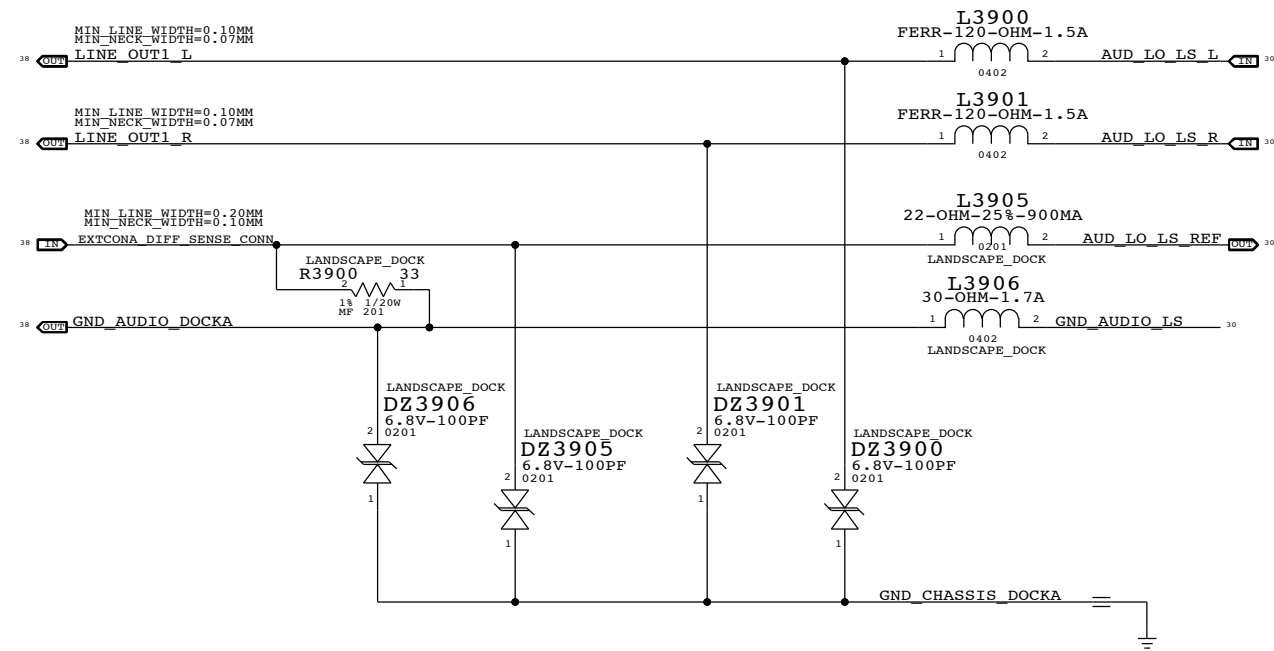 L3900
MIN_LINE_WIDTH=0.10MM
MIN_NECK_WIDTH=0.07MM
FERR-120-OHM-1.5A
38 OUT LINE_OUT1_L 1 2 AUD_LO_LS_L IN 30
0402
L3901
MIN_LINE_WIDTH=0.10MM
MIN_NECK_WIDTH=0.07MM
FERR-120-OHM-1.5A
38 OUT LINE_OUT1_R 1 2 AUD_LO_LS_R IN 30
0402
L3905
MIN_LINE_WIDTH=0.20MM
MIN_NECK_WIDTH=0.10MM
22-OHM-25%-900MA
38 IN EXTCONA_DIFF_SENSE_CONN 1 2 AUD_LO_LS_REF OUT 30
0201
LANDSCAPE_DOCK
LANDSCAPE_DOCK
R3900 33
2 1
1% 1/20W
MF 201
L3906
30-OHM-1.7A
38 OUT GND_AUDIO_DOCKA 1 2 GND_AUDIO_LS 30
0402
LANDSCAPE_DOCK
LANDSCAPE_DOCK
DZ3906
6.8V-100PF
2 0201
1
LANDSCAPE_DOCK
DZ3905
6.8V-100PF
2 0201
1
LANDSCAPE_DOCK
DZ3901
6.8V-100PF
2 0201
1
LANDSCAPE_DOCK
DZ3900
6.8V-100PF
2 0201
1
GND_CHASSIS_DOCKA